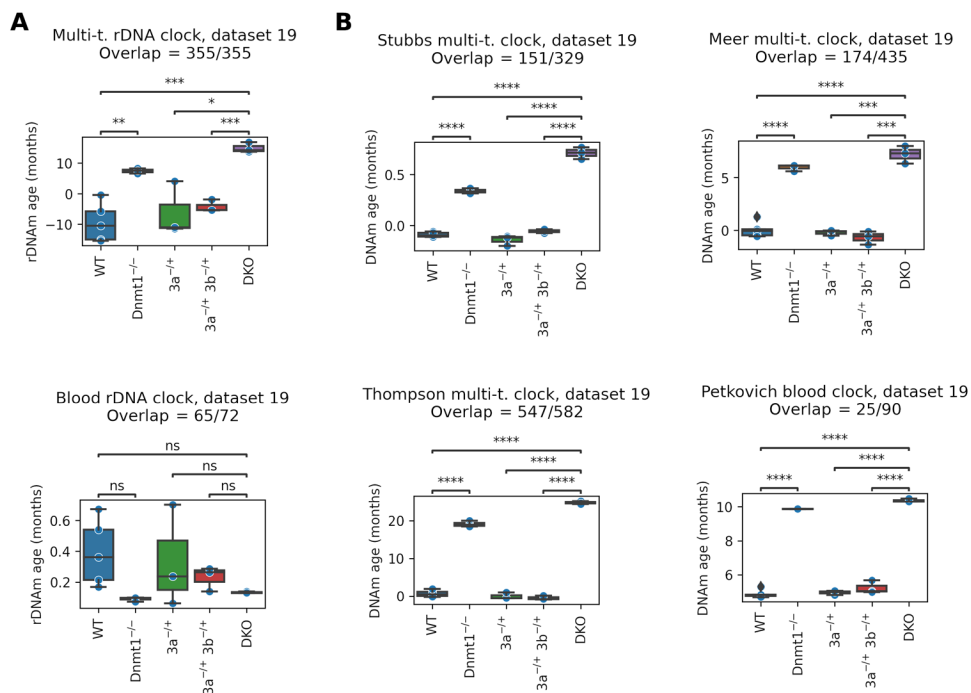 A
Multi-t. rDNA clock, dataset 19
Overlap = 355/355
***
*
** ***
rDNAm age (months)
10
0
−10
WT
Dnmt1⁻/⁻
3a⁻/⁺
3a⁻/⁺ 3b⁻/⁺
DKO
B
Stubbs multi-t. clock, dataset 19
Overlap = 151/329
****
****
**** ****
DNAm age (months)
0.5
0.0
WT
Dnmt1⁻/⁻
3a⁻/⁺
3a⁻/⁺ 3b⁻/⁺
DKO
Meer multi-t. clock, dataset 19
Overlap = 174/435
****
***
**** ***
DNAm age (months)
5
0
WT
Dnmt1⁻/⁻
3a⁻/⁺
3a⁻/⁺ 3b⁻/⁺
DKO
Blood rDNA clock, dataset 19
Overlap = 65/72
ns
ns
ns ns
rDNAm age (months)
0.6
0.4
0.2
WT
Dnmt1⁻/⁻
3a⁻/⁺
3a⁻/⁺ 3b⁻/⁺
DKO
Thompson multi-t. clock, dataset 19
Overlap = 547/582
****
****
**** ****
DNAm age (months)
20
10
0
WT
Dnmt1⁻/⁻
3a⁻/⁺
3a⁻/⁺ 3b⁻/⁺
DKO
Petkovich blood clock, dataset 19
Overlap = 25/90
****
****
**** ****
DNAm age (months)
10
8
6
WT
Dnmt1⁻/⁻
3a⁻/⁺
3a⁻/⁺ 3b⁻/⁺
DKO